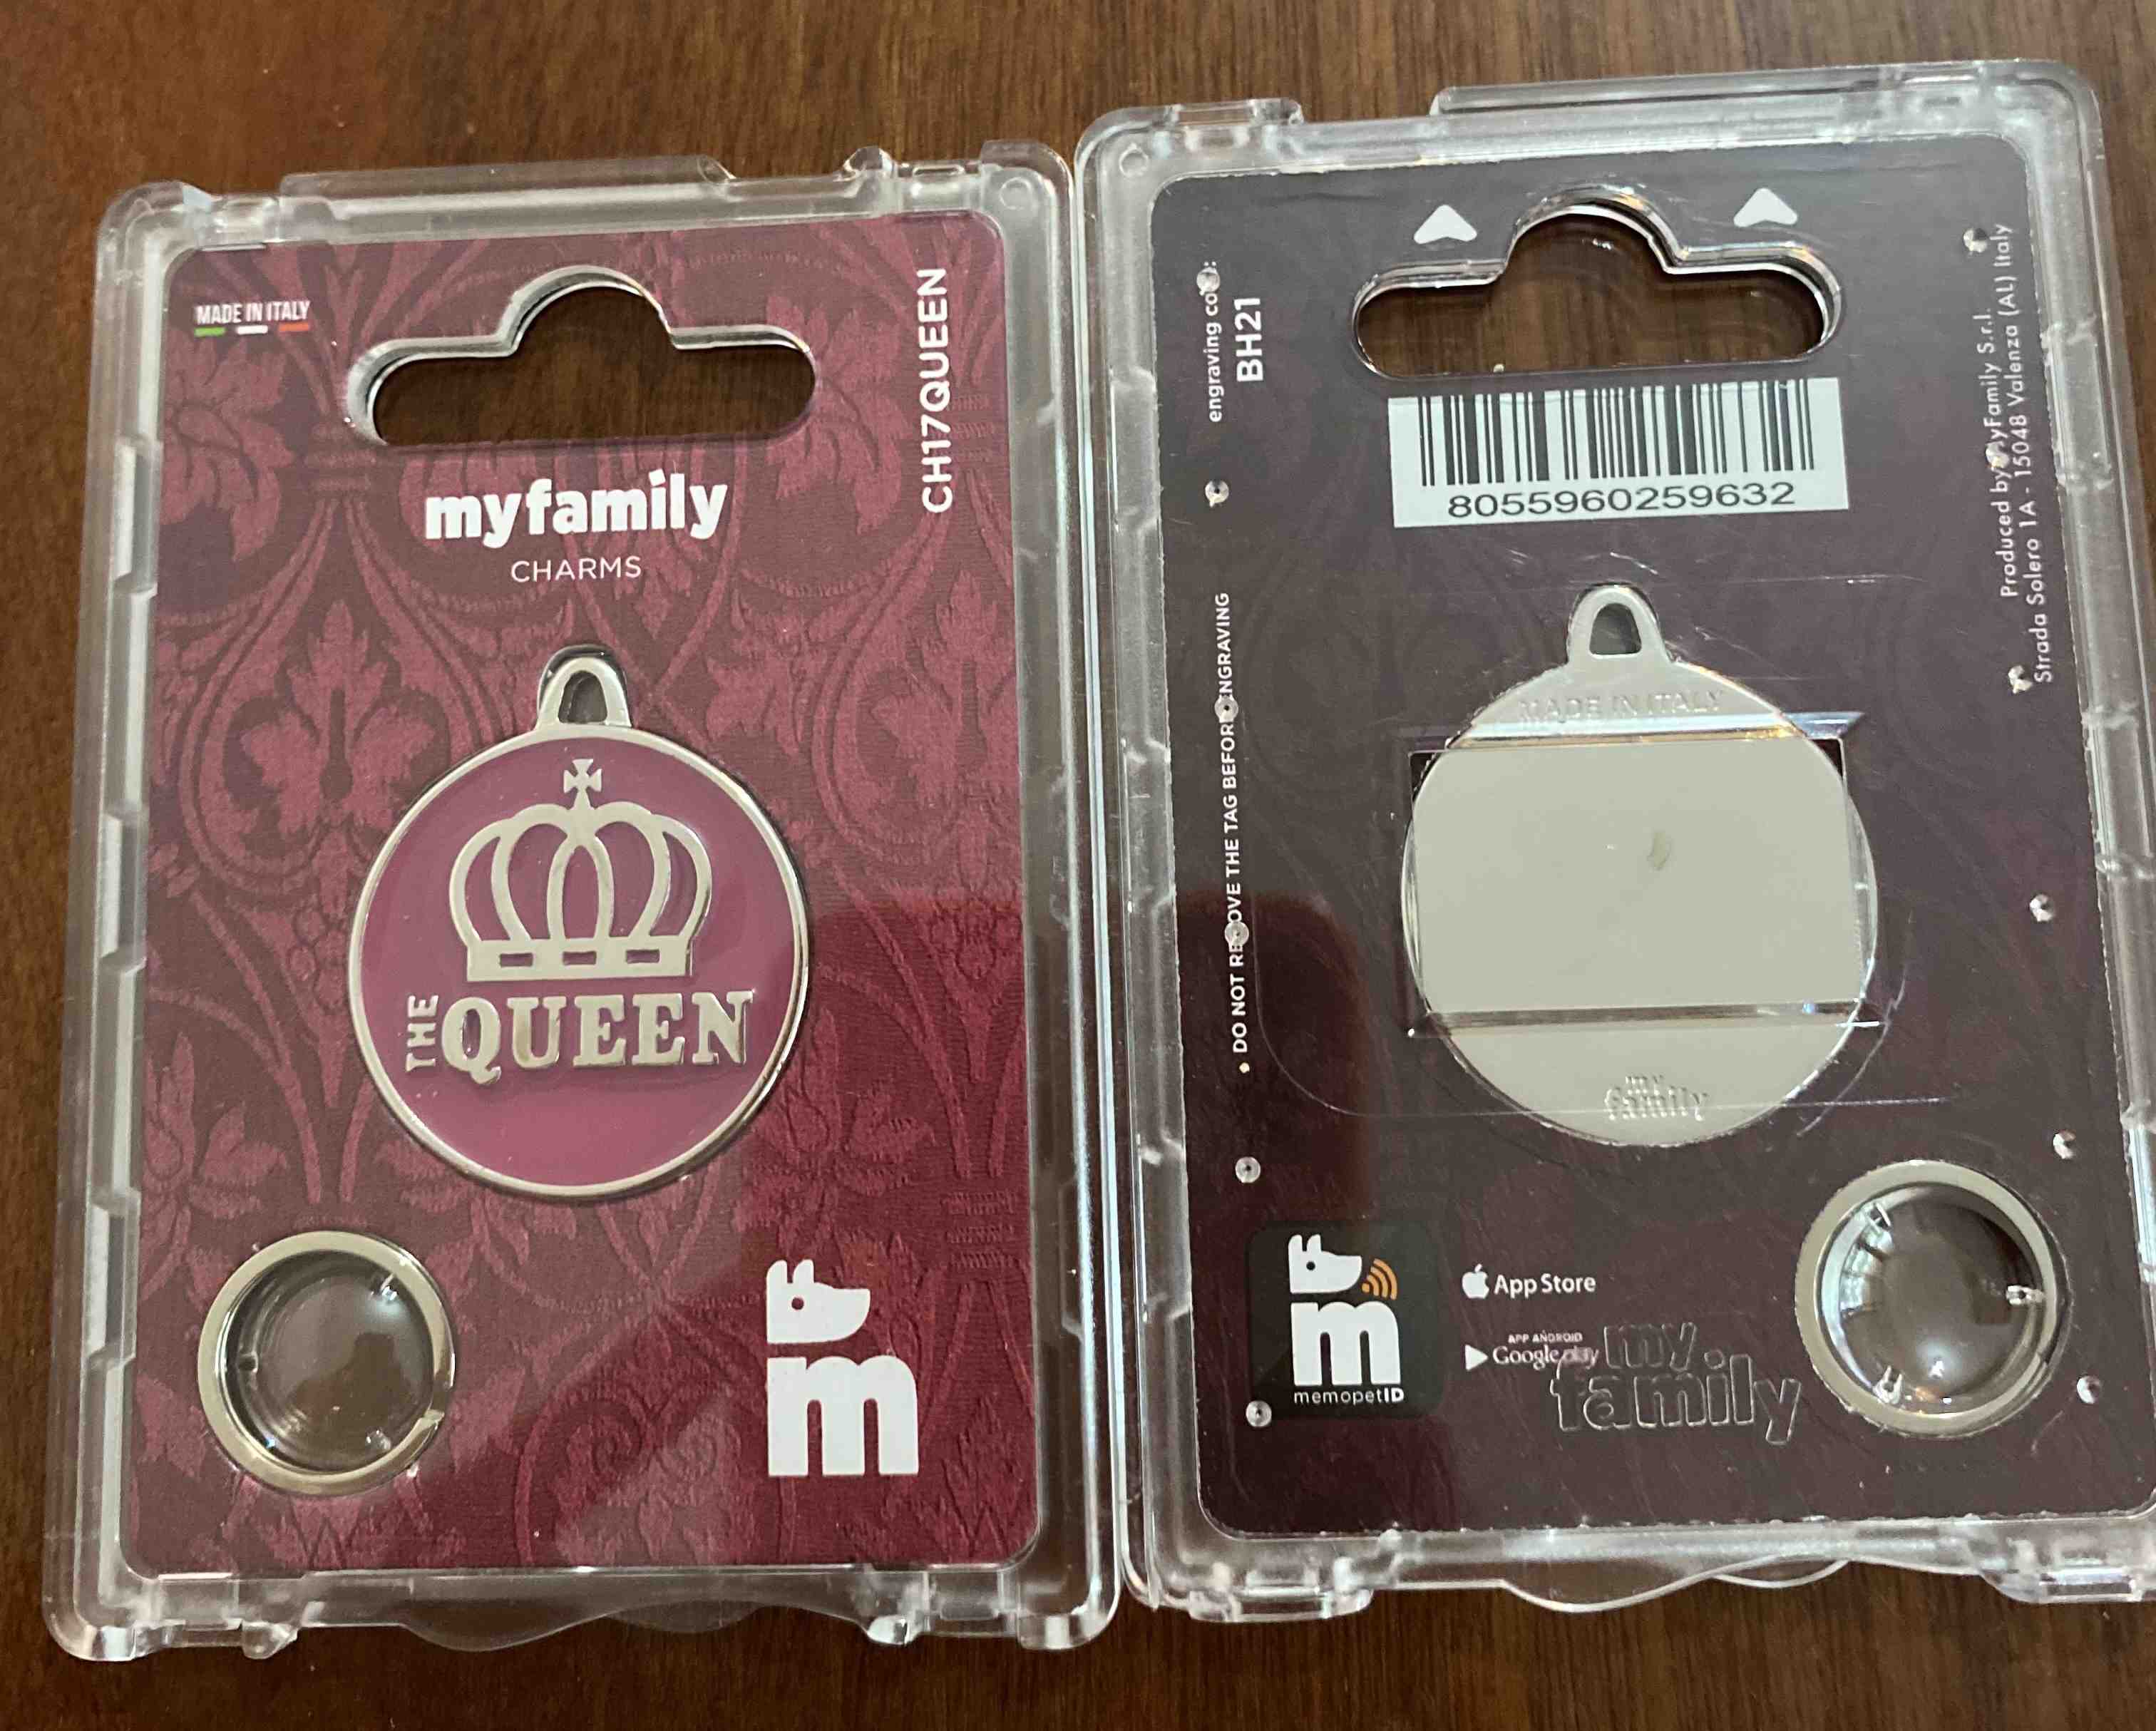 MADE IN ITALY
CH17QUEEN
myfamily
CHARMS
THE
QUEEN
m
engraving code:
BH21
8055960259632
Produced by MyFamily S.r.l.
Strada Solero 1A - 15048 Valenza (AL) Italy
• DO NOT REMOVE THE TAG BEFORE ENGRAVING
MADE IN ITALY
my
family
m
memopetID
App Store
APP ANDROID
Google play
my
family